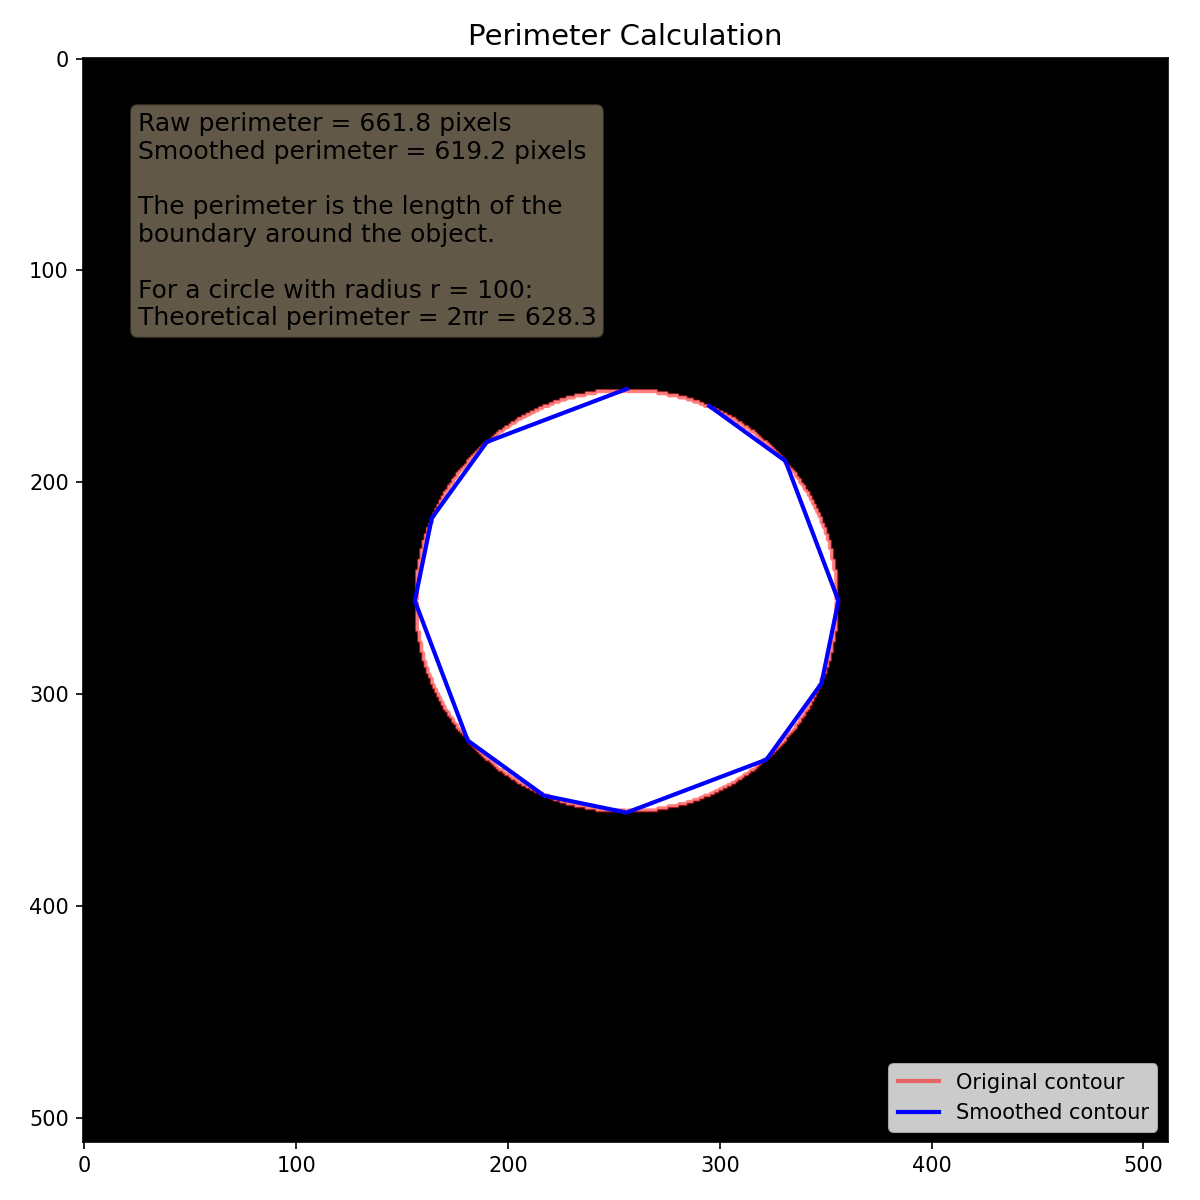 Perimeter Calculation
Raw perimeter = 661.8 pixels
Smoothed perimeter = 619.2 pixels
The perimeter is the length of the
boundary around the object.
For a circle with radius r = 100:
Theoretical perimeter = 2πr = 628.3
0
100
200
300
400
500
Original contour
Smoothed contour
0
100
200
300
400
500